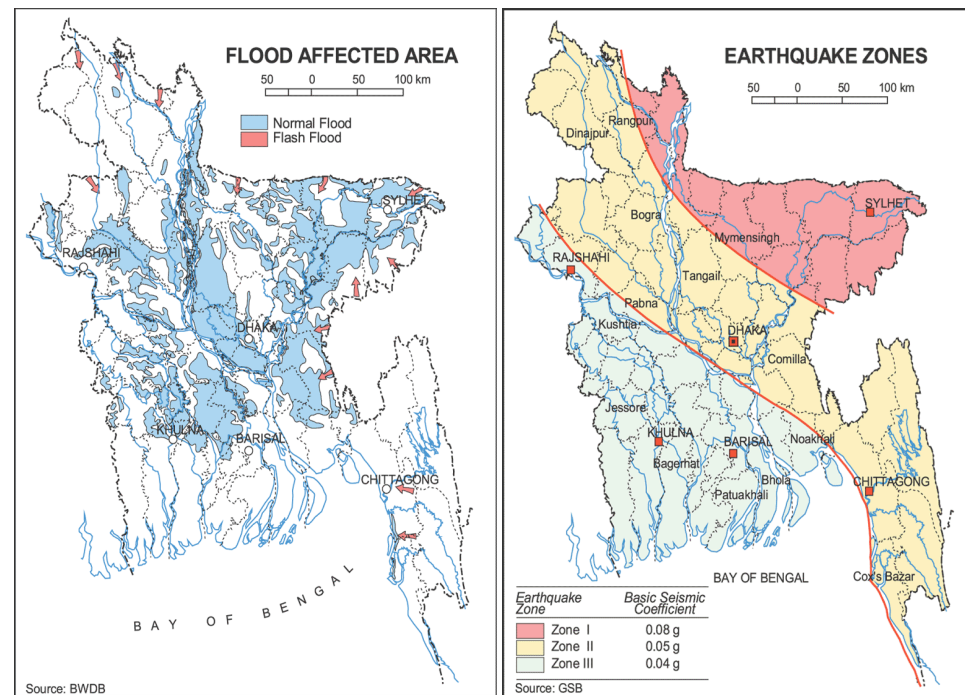 FLOOD AFFECTED AREA
50 0 50 100 km
Normal Flood
Flash Flood
SYLHET
RAJSHAHI
DHAKA
KHULNA
BARISAL
CHITTAGONG
BAY OF BENGAL
Source: BWDB
EARTHQUAKE ZONES
50 0 50 100 km
Rangpur
Dinajpur
SYLHET
Bogra
Mymensingh
RAJSHAHI
Tangail
Pabna
Kushtia
DHAKA
Comilla
Jessore
KHULNA
BARISAL
Noakhali
Bagerhat
Bhola
CHITTAGONG
Patuakhali
BAY OF BENGAL
Cox's Bazar
Earthquake Basic Seismic
Zone Coefficient
Zone I 0.08 g
Zone II 0.05 g
Zone III 0.04 g
Source: GSB